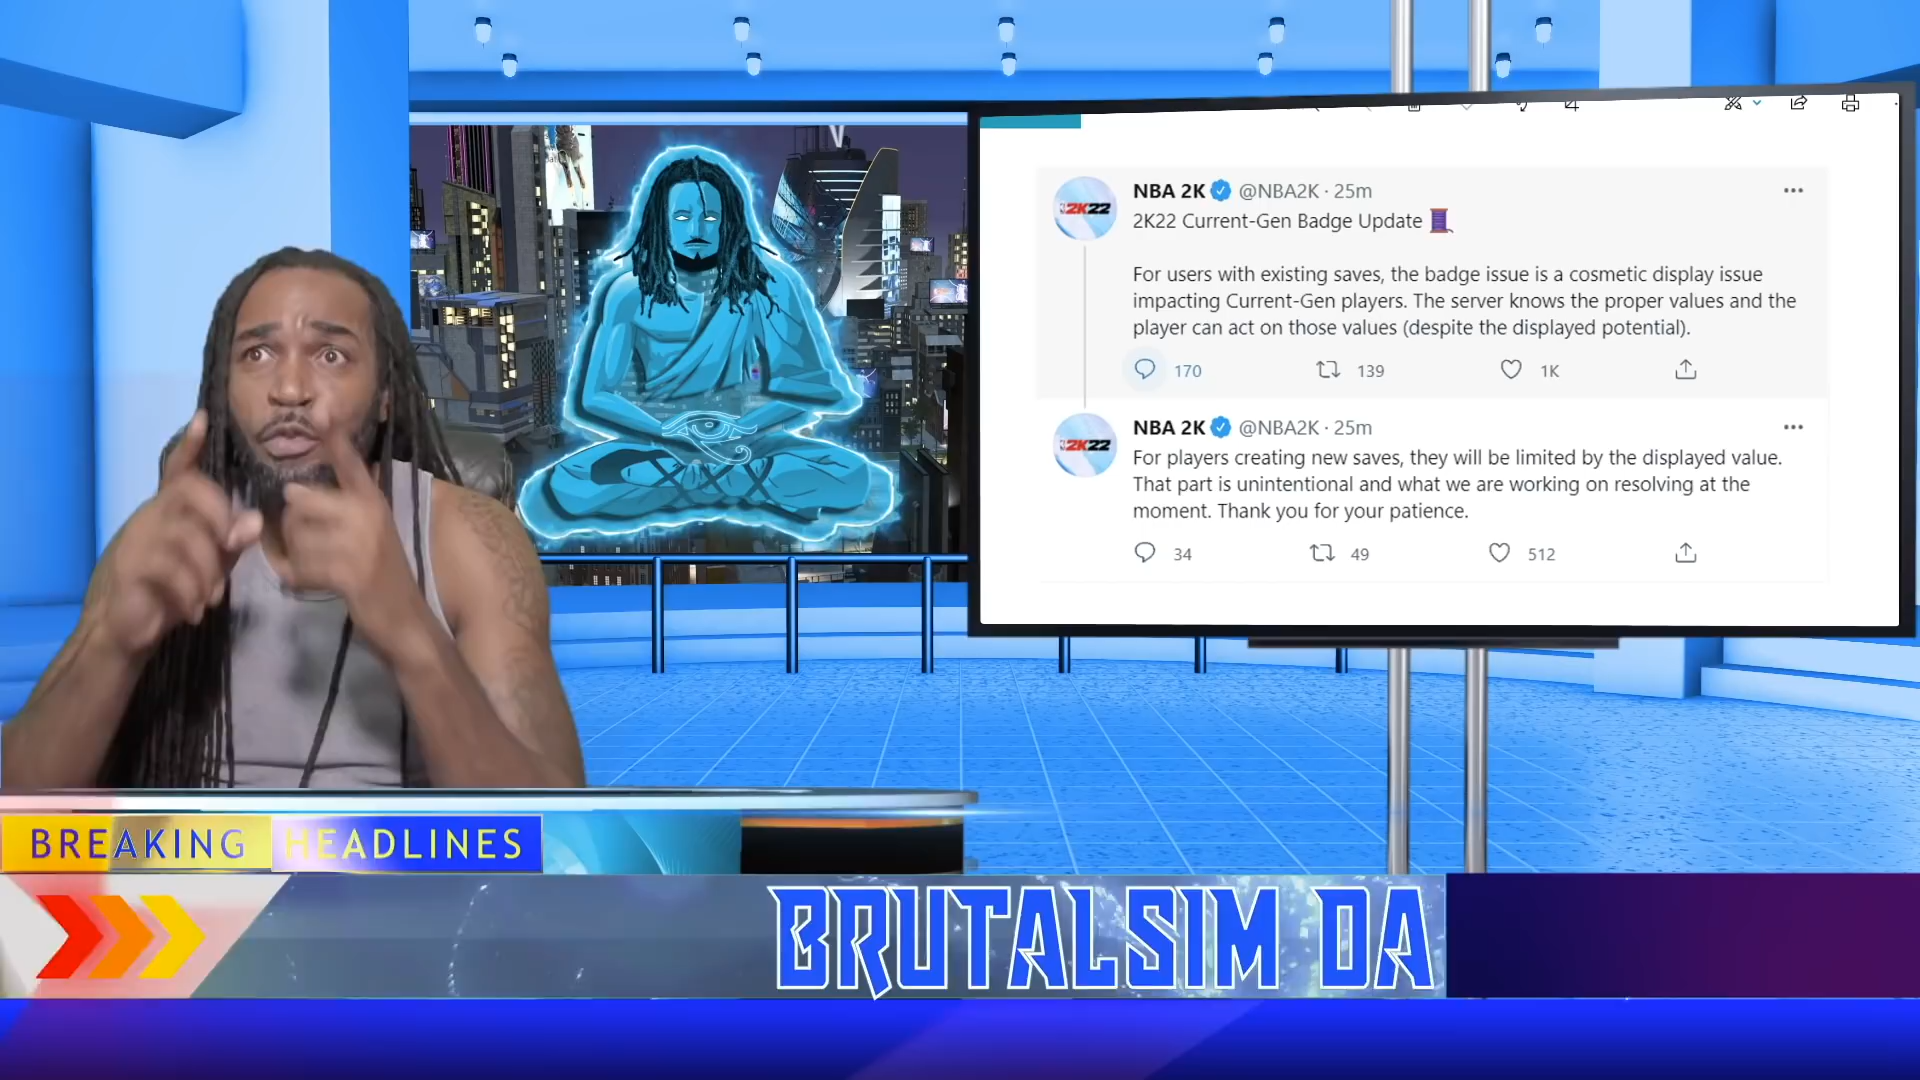 NBA 2K @NBA2K · 25m
2K22 Current-Gen Badge Update
For users with existing saves, the badge issue is a cosmetic display issue
impacting Current-Gen players. The server knows the proper values and the
player can act on those values (despite the displayed potential).
170 139 1K
NBA 2K @NBA2K · 25m
For players creating new saves, they will be limited by the displayed value.
That part is unintentional and what we are working on resolving at the
moment. Thank you for your patience.
34 49 512
2K22
2K22
BREAKING HEADLINES
BRUTALSIM DA